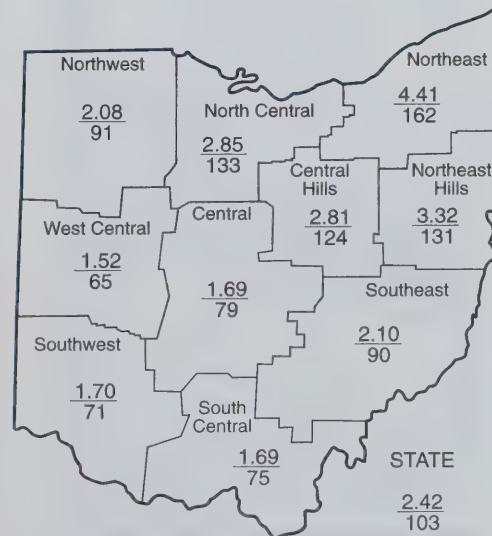 Northeast
4.41
162
Northwest
2.08
91
North Central
2.85
133
Central
Hills
2.81
124
Northeast
Hills
3.32
131
West Central
1.52
65
Central
1.69
79
Southeast
2.10
90
Southwest
1.70
71
South
Central
1.69
75
STATE
2.42
103